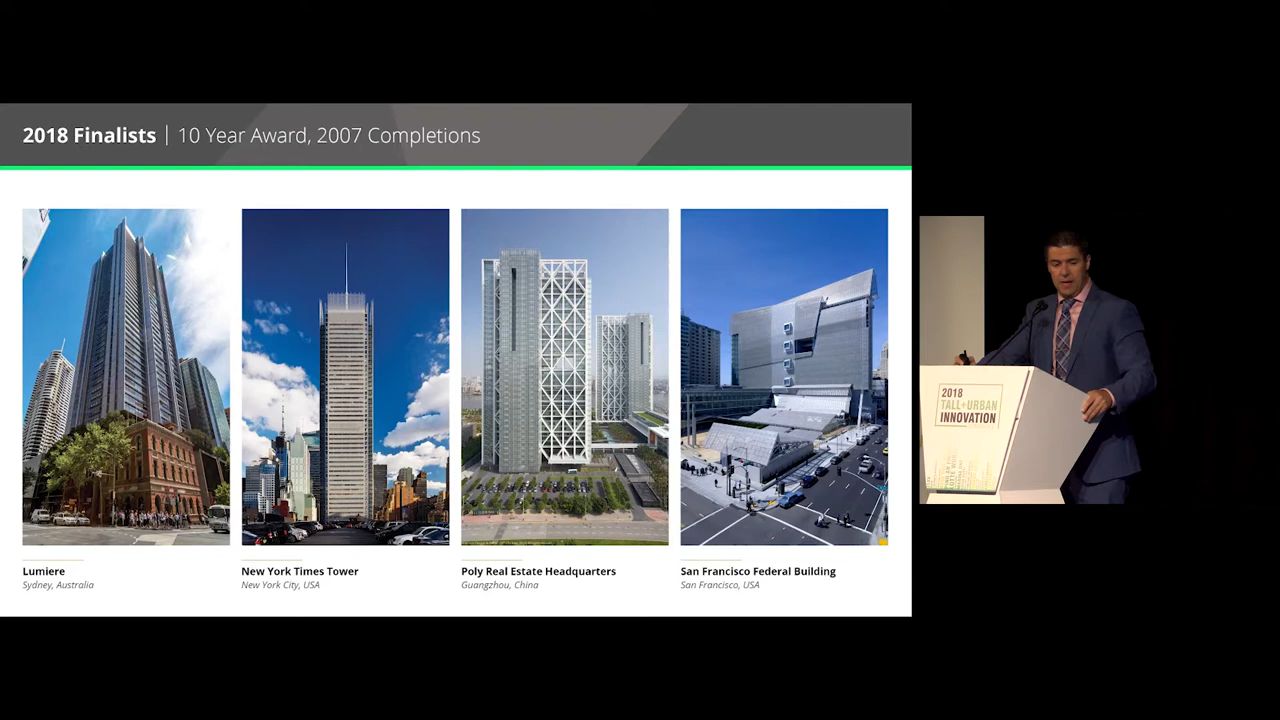 2018 Finalists | 10 Year Award, 2007 Completions
Lumiere
Sydney, Australia
New York Times Tower
New York City, USA
Poly Real Estate Headquarters
Guangzhou, China
San Francisco Federal Building
San Francisco, USA
2018
TALL+URBAN
INNOVATION